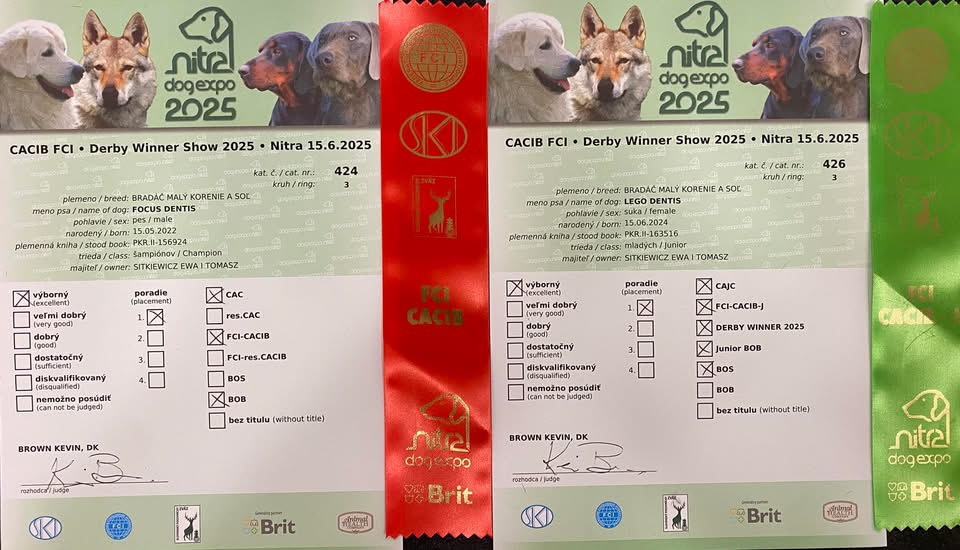 nitra
dog expo
2025
CACIB FCI • Derby Winner Show 2025 • Nitra 15.6.2025
kat. č. / cat. nr.: 424
kruh / ring: 3
plemeno / breed: BRADÁČ MALÝ KORENIE A SOĽ
meno psa / name of dog: FOCUS DENTIS
pohlavie / sex: pes / male
narodený / born: 15.05.2022
plemenná kniha / stood book: PKR.II-156924
trieda / class: šampiónov / Champion
majiteľ / owner: SITKIEWICZ EWA I TOMASZ
výborný
(excellent)
veľmi dobrý
(very good)
dobrý
(good)
dostatočný
(sufficient)
diskvalifikovaný
(disqualified)
nemožno posúdiť
(can not be judged)
poradie
(placement)
1.
2.
3.
4.
CAC
res.CAC
FCI-CACIB
FCI-res.CACIB
BOS
BOB
bez titulu (without title)
BROWN KEVIN, DK
rozhodca / judge
SKJ
FCI
Brit
Animal Health
FCI
SKJ
FCI
CACIB
nitra
dog expo
Brit
nitra
dog expo
2025
CACIB FCI • Derby Winner Show 2025 • Nitra 15.6.2025
kat. č. / cat. nr.: 426
kruh / ring: 3
plemeno / breed: BRADÁČ MALÝ KORENIE A SOĽ
meno psa / name of dog: LEGO DENTIS
pohlavie / sex: suka / female
narodený / born: 15.06.2024
plemenná kniha / stood book: PKR.II-163516
trieda / class: mladých / Junior
majiteľ / owner: SITKIEWICZ EWA I TOMASZ
výborný
(excellent)
veľmi dobrý
(very good)
dobrý
(good)
dostatočný
(sufficient)
diskvalifikovaný
(disqualified)
nemožno posúdiť
(can not be judged)
poradie
(placement)
1.
2.
3.
4.
CAJC
FCI-CACIB-J
DERBY WINNER 2025
Junior BOB
BOS
BOB
bez titulu (without title)
BROWN KEVIN, DK
rozhodca / judge
SKJ
FCI
Brit
Animal Health
SKJ
FCI
nitra
dog expo
Brit